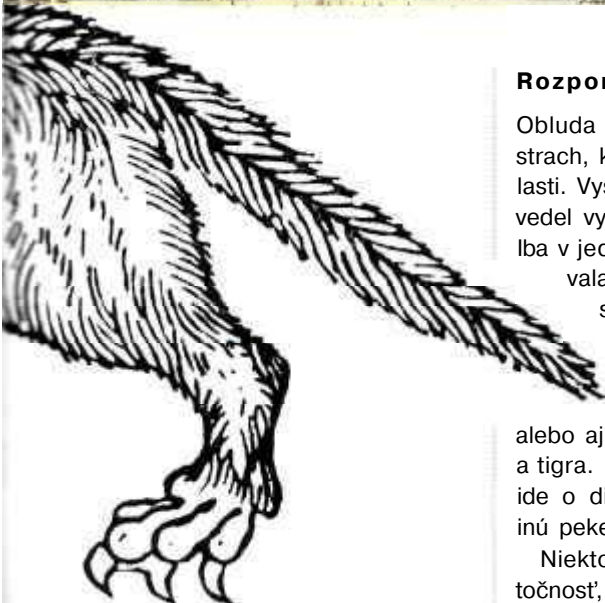 Rozpor
Obluda
strach, k
lasti. Vys
vedel vy
Iba v jed
vala
s
alebo aj
a tigra.
ide o di
inú peke
Niekto
točnosť,